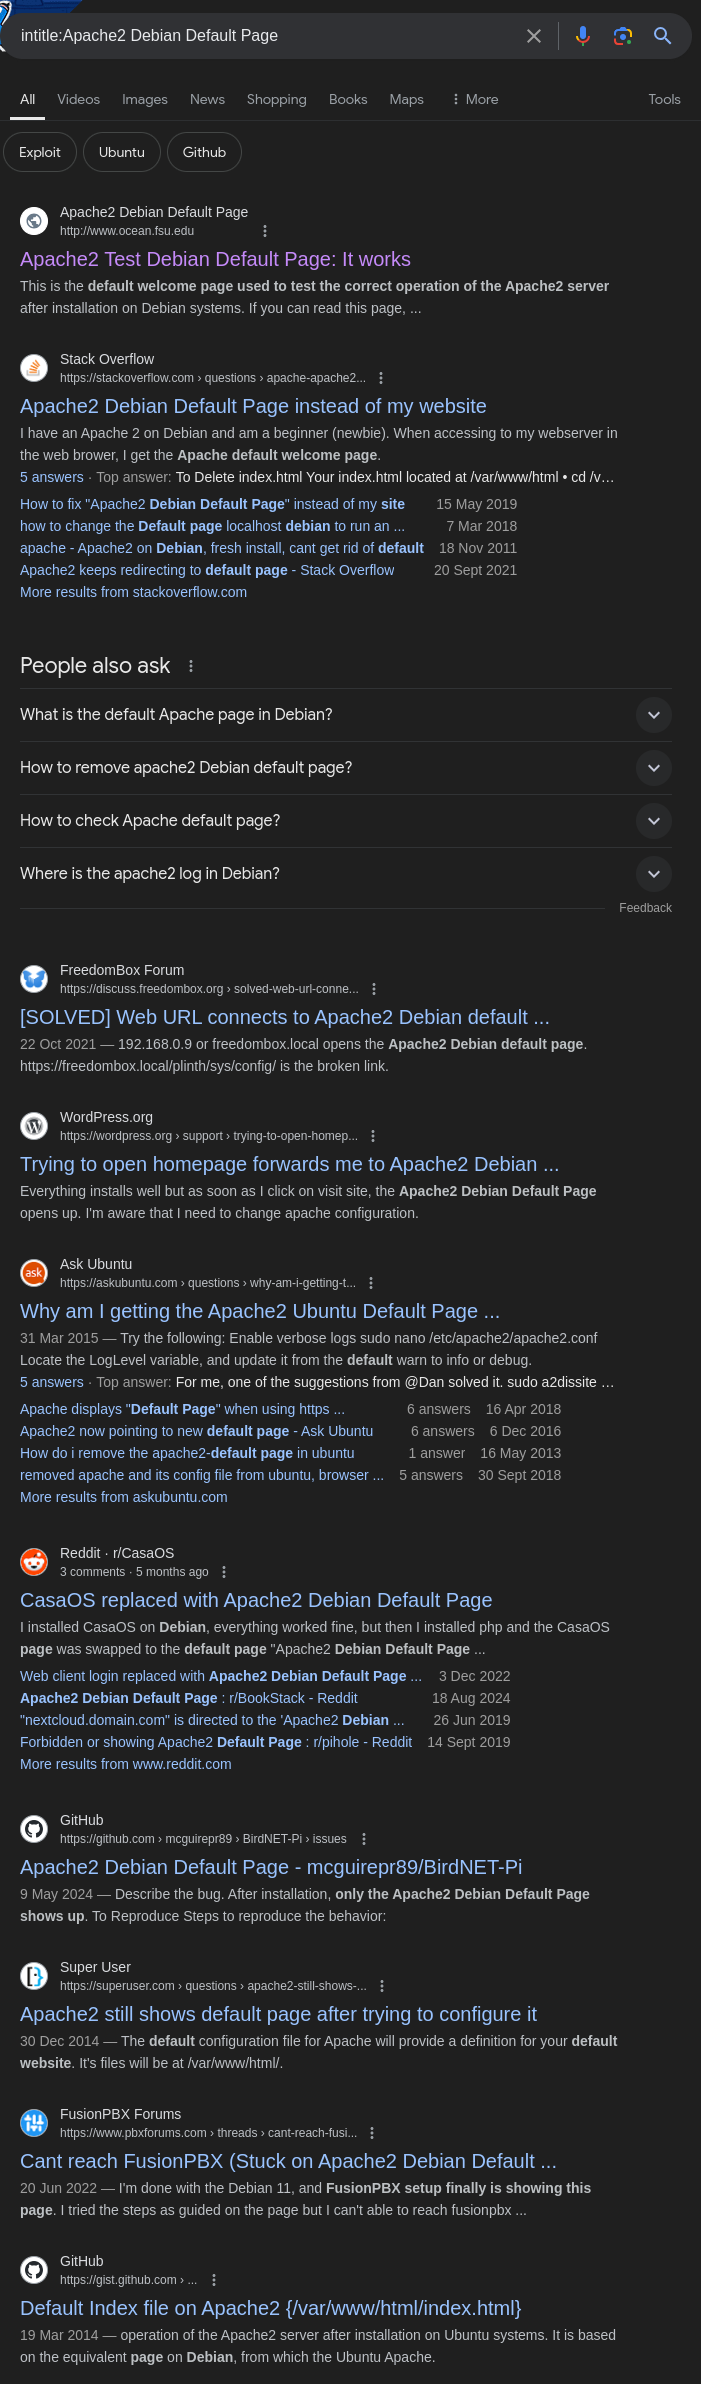 intitle:Apache2 Debian Default Page
All Videos Images News Shopping Books Maps More Tools
Exploit Ubuntu Github
Apache2 Debian Default Page
http://www.ocean.fsu.edu
Apache2 Test Debian Default Page: It works
This is the default welcome page used to test the correct operation of the Apache2 server
after installation on Debian systems. If you can read this page, ...
Stack Overflow
https://stackoverflow.com › questions › apache-apache2...
Apache2 Debian Default Page instead of my website
I have an Apache 2 on Debian and am a beginner (newbie). When accessing to my webserver in
the web brower, I get the Apache default welcome page.
5 answers · Top answer: To Delete index.html Your index.html located at /var/www/html • cd /v…
How to fix "Apache2 Debian Default Page" instead of my site 15 May 2019
how to change the Default page localhost debian to run an ... 7 Mar 2018
apache - Apache2 on Debian, fresh install, cant get rid of default 18 Nov 2011
Apache2 keeps redirecting to default page - Stack Overflow 20 Sept 2021
More results from stackoverflow.com
People also ask
What is the default Apache page in Debian?
How to remove apache2 Debian default page?
How to check Apache default page?
Where is the apache2 log in Debian?
Feedback
FreedomBox Forum
https://discuss.freedombox.org › solved-web-url-conne...
[SOLVED] Web URL connects to Apache2 Debian default ...
22 Oct 2021 — 192.168.0.9 or freedombox.local opens the Apache2 Debian default page.
https://freedombox.local/plinth/sys/config/ is the broken link.
WordPress.org
https://wordpress.org › support › trying-to-open-homep...
Trying to open homepage forwards me to Apache2 Debian ...
Everything installs well but as soon as I click on visit site, the Apache2 Debian Default Page
opens up. I'm aware that I need to change apache configuration.
ask
Ask Ubuntu
https://askubuntu.com › questions › why-am-i-getting-t...
Why am I getting the Apache2 Ubuntu Default Page ...
31 Mar 2015 — Try the following: Enable verbose logs sudo nano /etc/apache2/apache2.conf
Locate the LogLevel variable, and update it from the default warn to info or debug.
5 answers · Top answer: For me, one of the suggestions from @Dan solved it. sudo a2dissite …
Apache displays "Default Page" when using https ... 6 answers 16 Apr 2018
Apache2 now pointing to new default page - Ask Ubuntu 6 answers 6 Dec 2016
How do i remove the apache2-default page in ubuntu 1 answer 16 May 2013
removed apache and its config file from ubuntu, browser ... 5 answers 30 Sept 2018
More results from askubuntu.com
Reddit · r/CasaOS
3 comments · 5 months ago
CasaOS replaced with Apache2 Debian Default Page
I installed CasaOS on Debian, everything worked fine, but then I installed php and the CasaOS
page was swapped to the default page "Apache2 Debian Default Page ...
Web client login replaced with Apache2 Debian Default Page ... 3 Dec 2022
Apache2 Debian Default Page : r/BookStack - Reddit 18 Aug 2024
"nextcloud.domain.com" is directed to the 'Apache2 Debian ... 26 Jun 2019
Forbidden or showing Apache2 Default Page : r/pihole - Reddit 14 Sept 2019
More results from www.reddit.com
GitHub
https://github.com › mcguirepr89 › BirdNET-Pi › issues
Apache2 Debian Default Page - mcguirepr89/BirdNET-Pi
9 May 2024 — Describe the bug. After installation, only the Apache2 Debian Default Page
shows up. To Reproduce Steps to reproduce the behavior:
Super User
https://superuser.com › questions › apache2-still-shows-...
Apache2 still shows default page after trying to configure it
30 Dec 2014 — The default configuration file for Apache will provide a definition for your default
website. It's files will be at /var/www/html/.
FusionPBX Forums
https://www.pbxforums.com › threads › cant-reach-fusi...
Cant reach FusionPBX (Stuck on Apache2 Debian Default ...
20 Jun 2022 — I'm done with the Debian 11, and FusionPBX setup finally is showing this
page. I tried the steps as guided on the page but I can't able to reach fusionpbx ...
GitHub
https://gist.github.com › ...
Default Index file on Apache2 {/var/www/html/index.html}
19 Mar 2014 — operation of the Apache2 server after installation on Ubuntu systems. It is based
on the equivalent page on Debian, from which the Ubuntu Apache.